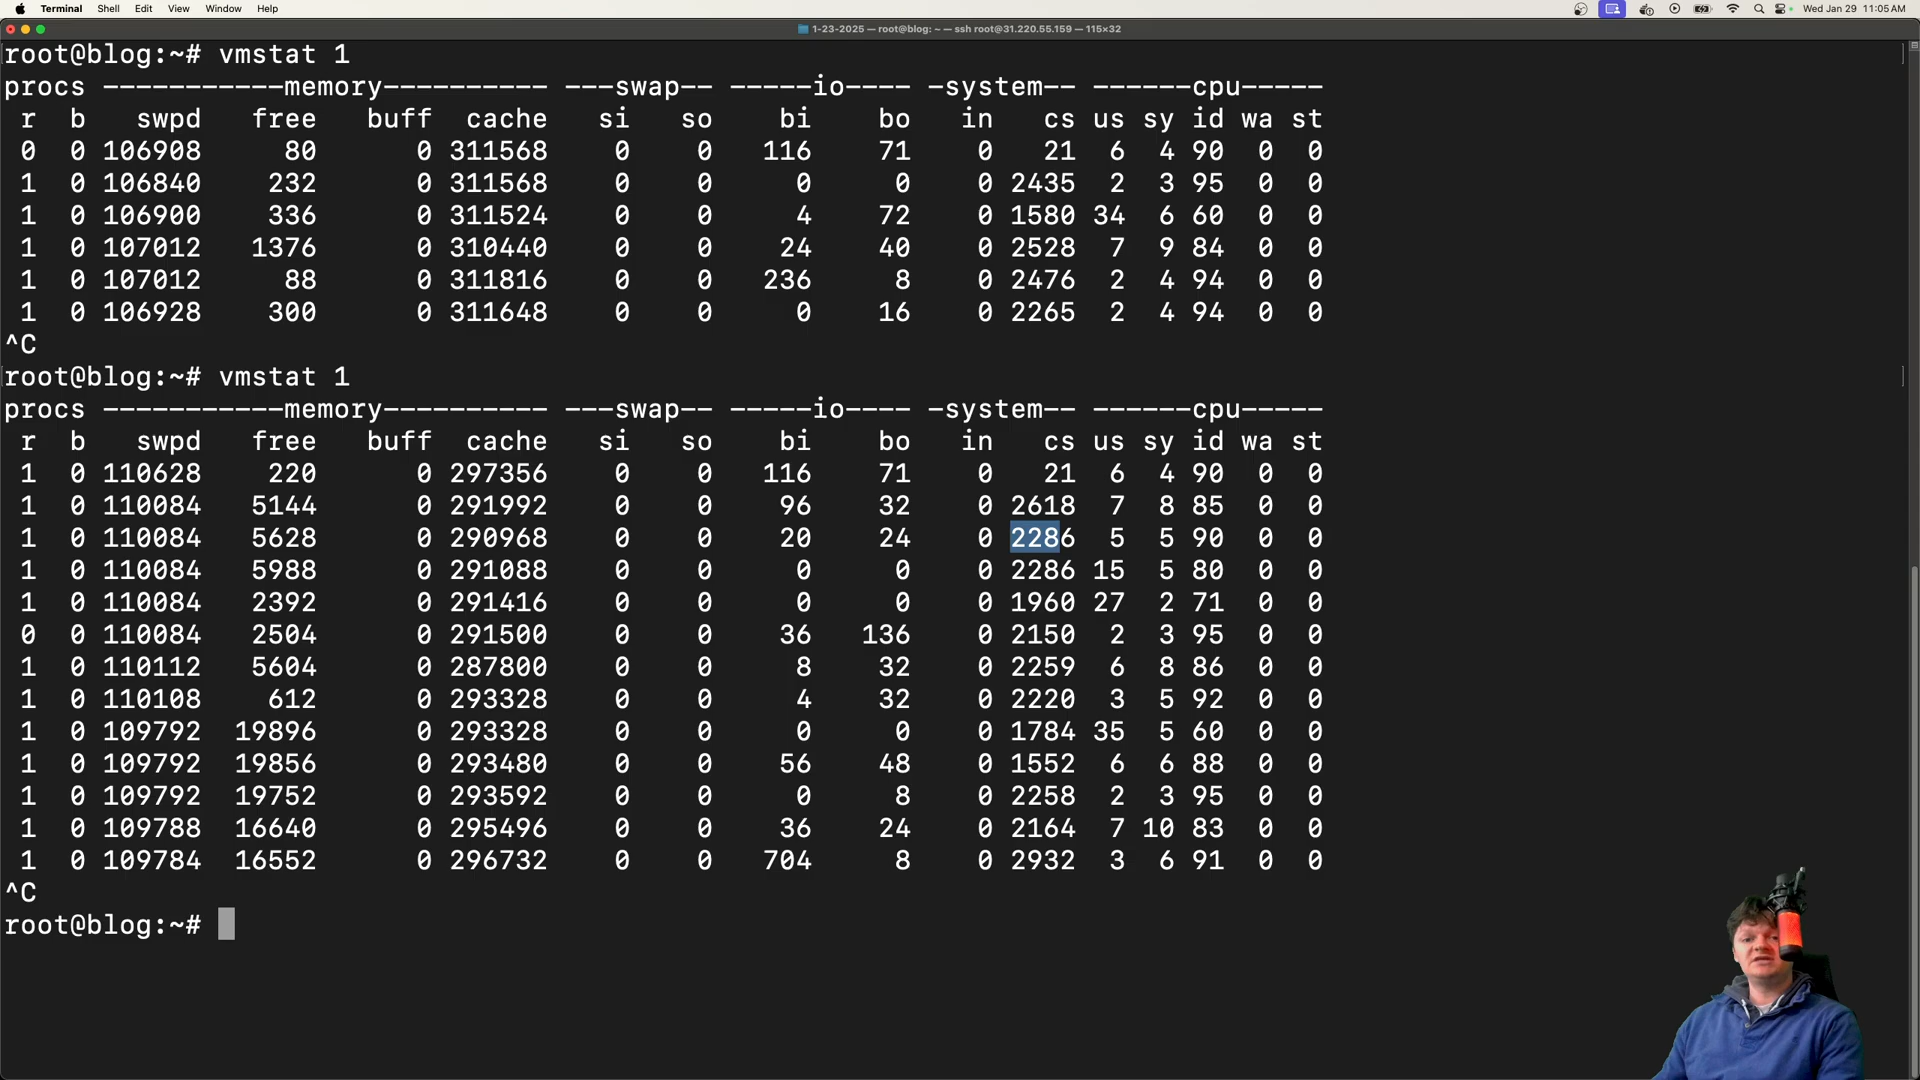 Terminal Shell Edit View Window Help Wed Jan 29 11:05 AM
1-23-2025 — root@blog: ~ — ssh root@31.220.55.159 — 115×32
root@blog:~# vmstat 1
procs -----------memory---------- ---swap-- -----io---- -system-- ------cpu-----
r b swpd free buff cache si so bi bo in cs us sy id wa st
0 0 106908 80 0 311568 0 0 116 71 0 21 6 4 90 0 0
1 0 106840 232 0 311568 0 0 0 0 0 2435 2 3 95 0 0
1 0 106900 336 0 311524 0 0 4 72 0 1580 34 6 60 0 0
1 0 107012 1376 0 310440 0 0 24 40 0 2528 7 9 84 0 0
1 0 107012 88 0 311816 0 0 236 8 0 2476 2 4 94 0 0
1 0 106928 300 0 311648 0 0 0 16 0 2265 2 4 94 0 0
^C
root@blog:~# vmstat 1
procs -----------memory---------- ---swap-- -----io---- -system-- ------cpu-----
r b swpd free buff cache si so bi bo in cs us sy id wa st
1 0 110628 220 0 297356 0 0 116 71 0 21 6 4 90 0 0
1 0 110084 5144 0 291992 0 0 96 32 0 2618 7 8 85 0 0
1 0 110084 5628 0 290968 0 0 20 24 0 2286 5 5 90 0 0
1 0 110084 5988 0 291088 0 0 0 0 0 2286 15 5 80 0 0
1 0 110084 2392 0 291416 0 0 0 0 0 1960 27 2 71 0 0
0 0 110084 2504 0 291500 0 0 36 136 0 2150 2 3 95 0 0
1 0 110112 5604 0 287800 0 0 8 32 0 2259 6 8 86 0 0
1 0 110108 612 0 293328 0 0 4 32 0 2220 3 5 92 0 0
1 0 109792 19896 0 293328 0 0 0 0 0 1784 35 5 60 0 0
1 0 109792 19856 0 293480 0 0 56 48 0 1552 6 6 88 0 0
1 0 109792 19752 0 293592 0 0 0 8 0 2258 2 3 95 0 0
1 0 109788 16640 0 295496 0 0 36 24 0 2164 7 10 83 0 0
1 0 109784 16552 0 296732 0 0 704 8 0 2932 3 6 91 0 0
^C
root@blog:~#